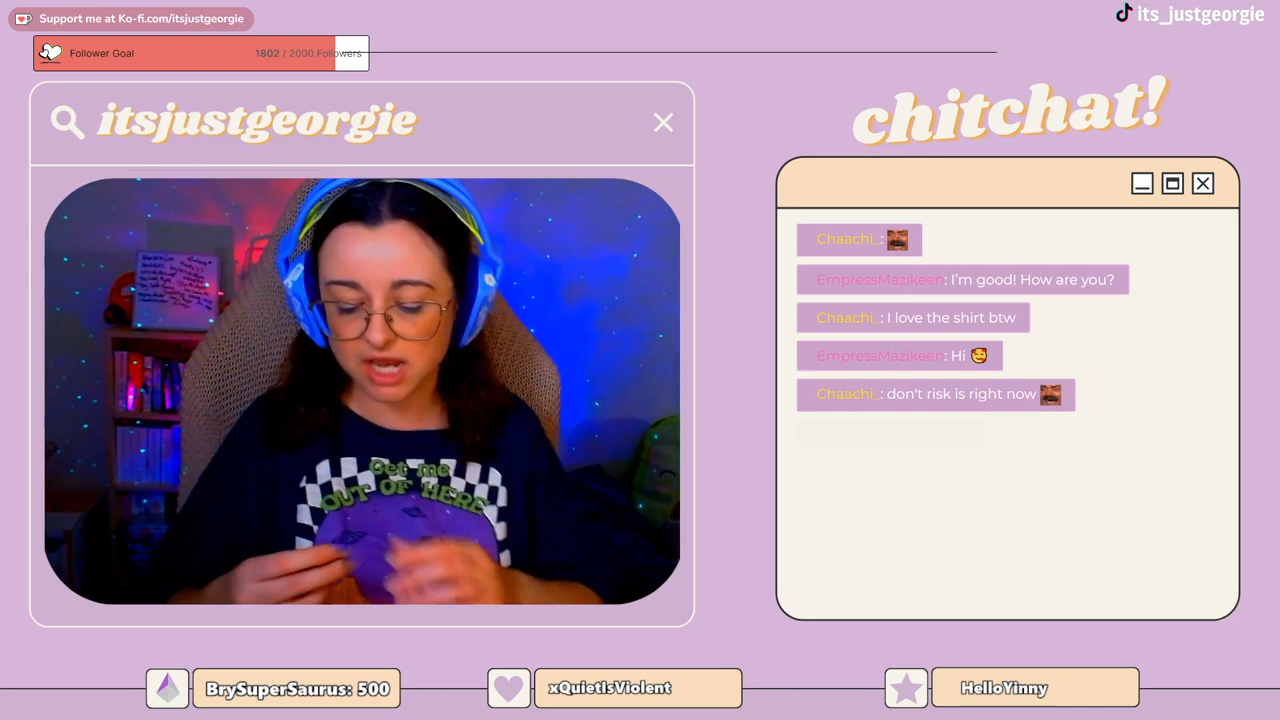 Support me at Ko-fi.com/itsjustgeorgie
its_justgeorgie
Follower Goal
1802 / 2000 Followers
itsjustgeorgie
chitchat!
Chaachi_:
EmpressMazikeen: I'm good! How are you?
Chaachi_: I love the shirt btw
EmpressMazikeen: Hi 🥰
Chaachi_: don't risk is right now
Get me
OUT OF HERE
BrySuperSaurus: 500
xQuietIsViolent
HelloYinny